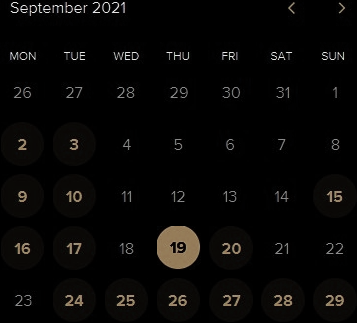 September 2021
MON TUE WED THU FRI SAT SUN
26 27 28 29 30 31 1
2 3 4 5 6 7 8
9 10 11 12 13 14 15
16 17 18 19 20 21 22
23 24 25 26 27 28 29